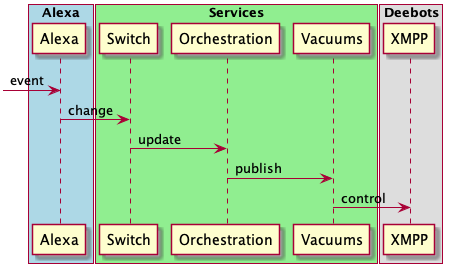 Alexa Services Deebots
Alexa Switch Orchestration Vacuums XMPP
event
change
update
publish
control
Alexa Switch Orchestration Vacuums XMPP